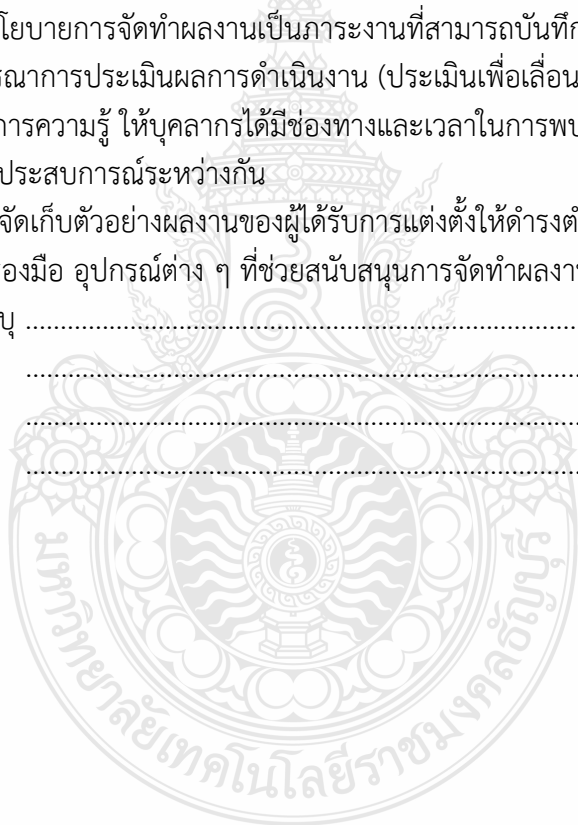 โยบายการจัดทำผลงานเป็นภาระงานที่สามารถบันทึก
รณาการประเมินผลการดำเนินงาน (ประเมินเพื่อเลื่อน
การความรู้ ให้บุคลากรได้มีช่องทางและเวลาในการพบ
ประสบการณ์ระหว่างกัน
จัดเก็บตัวอย่างผลงานของผู้ได้รับการแต่งตั้งให้ดำรงตำ
องมือ อุปกรณ์ต่าง ๆ ที่ช่วยสนับสนุนการจัดทำผลงา
บุ ................................................................................
................................................................................
................................................................................
................................................................................
มหาวิทยาลัยเทคโนโลยีราชมงคลธัญบุรี